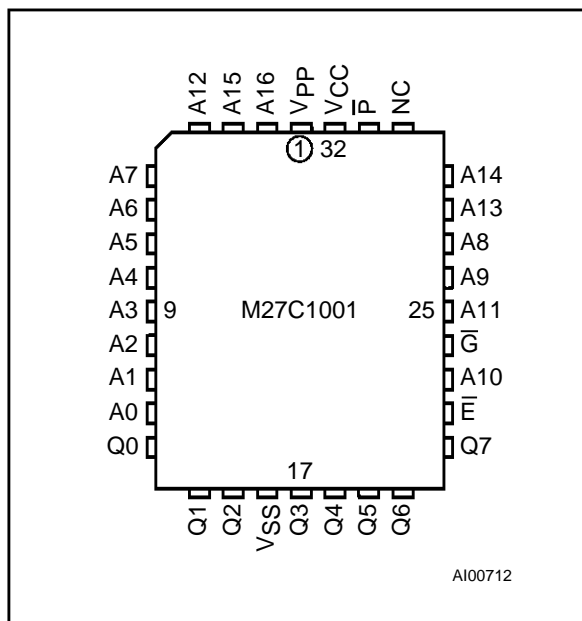 A12 A15 A16 VPP VCC P̅ NC
1 32
A7 A14
A6 A13
A5 A8
A4 A9
A3 9 M27C1001 25 A11
A2 G̅
A1 A10
A0 E̅
Q0 Q7
17
Q1 Q2 VSS Q3 Q4 Q5 Q6
AI00712